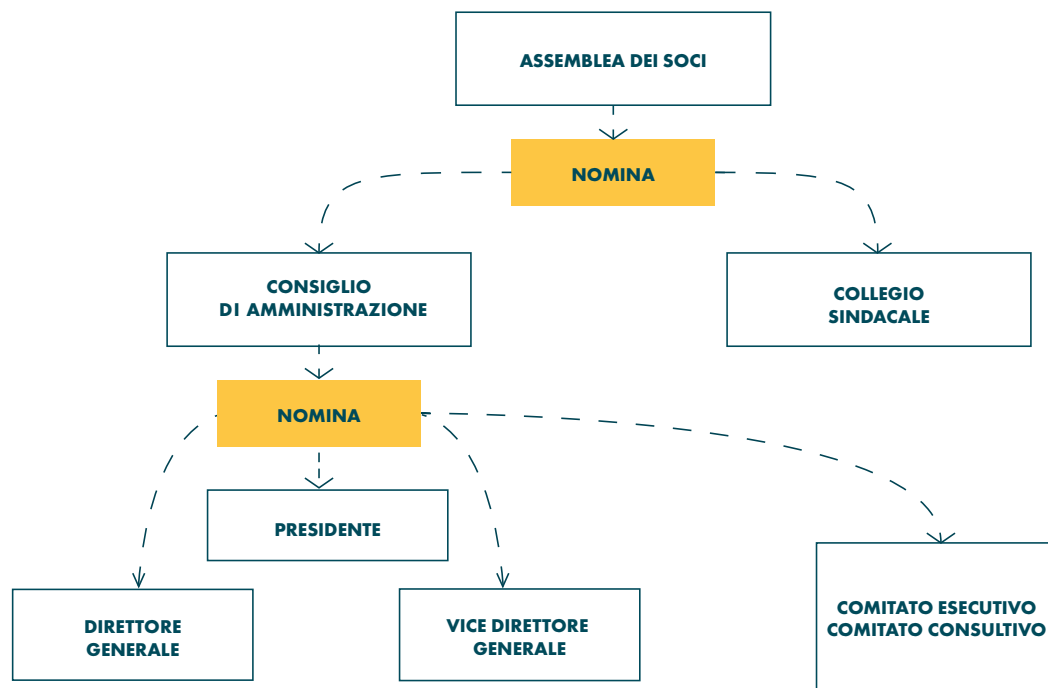 ASSEMBLEA DEI SOCI
NOMINA
CONSIGLIO
DI AMMINISTRAZIONE
COLLEGIO
SINDACALE
NOMINA
PRESIDENTE
DIRETTORE
GENERALE
VICE DIRETTORE
GENERALE
COMITATO ESECUTIVO
COMITATO CONSULTIVO